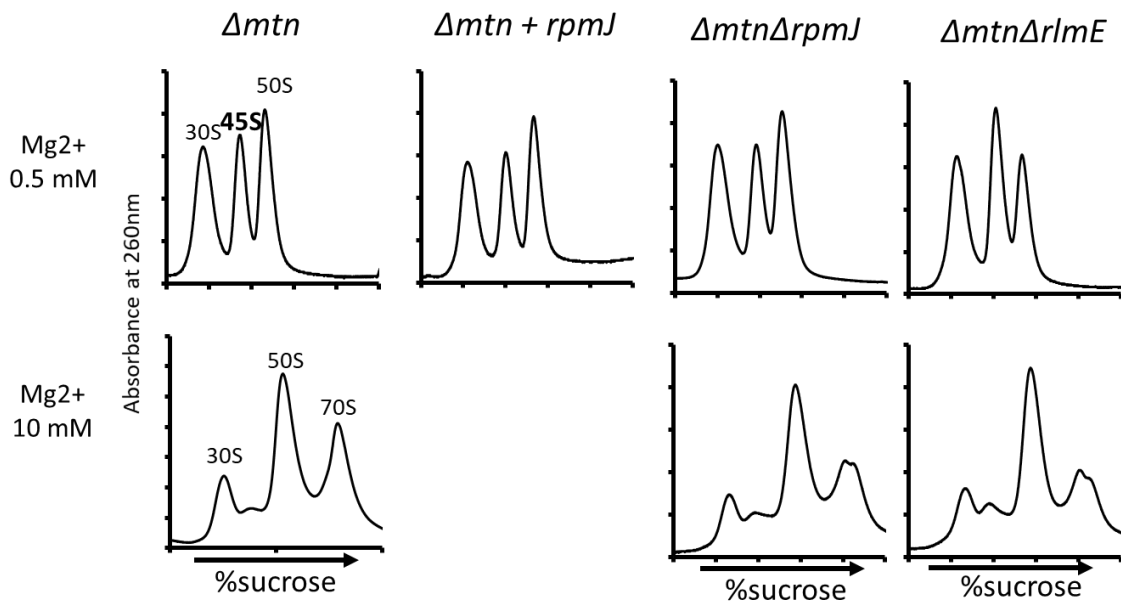 Δmtn
Δmtn + rpmJ
ΔmtnΔrpmJ
ΔmtnΔrlmE
Mg2+
0.5 mM
30S
45S
50S
Absorbance at 260nm
Mg2+
10 mM
30S
50S
70S
%sucrose
%sucrose
%sucrose